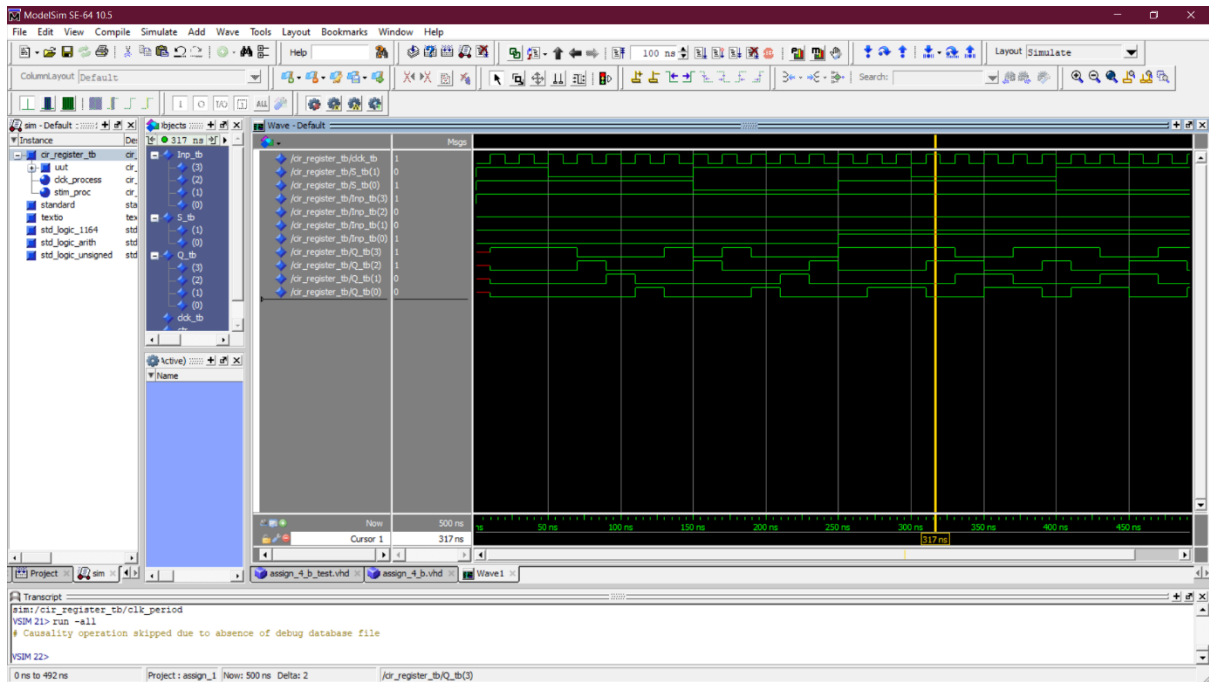 ModelSim SE-64 10.5
File Edit View Compile Simulate Add Wave Tools Layout Bookmarks Window Help
Help 100 ns Layout Simulate
ColumnLayout Default Search:
ALL
sim - Default Objects Wave - Default
Instance 317 ns Msgs
cir_register_tb
uut
clck_process
stim_proc
standard
textio
std_logic_1164
std_logic_arith
std_logic_unsigned
Inp_tb
(3)
(2)
(1)
(0)
S_tb
(1)
(0)
Q_tb
(3)
(2)
(1)
(0)
clck_tb
/cir_register_tb/clck_tb 1
/cir_register_tb/S_tb(1) 0
/cir_register_tb/S_tb(0) 1
/cir_register_tb/Inp_tb(3) 1
/cir_register_tb/Inp_tb(2) 0
/cir_register_tb/Inp_tb(1) 0
/cir_register_tb/Inp_tb(0) 1
/cir_register_tb/Q_tb(3) 1
/cir_register_tb/Q_tb(2) 1
/cir_register_tb/Q_tb(1) 0
/cir_register_tb/Q_tb(0) 0
Name
Now 500 ns
50 ns 100 ns 150 ns 200 ns 250 ns 300 ns 350 ns 400 ns 450 ns
Cursor 1 317 ns 317 ns
Project sim assign_4_b_test.vhd assign_4_b.vhd Wave1
Transcript
sim:/cir_register_tb/clk_period
VSIM 21> run -all
# Causality operation skipped due to absence of debug database file
VSIM 22>
0 ns to 492 ns Project : assign_1 Now: 500 ns Delta: 2 /cir_register_tb/Q_tb(3)